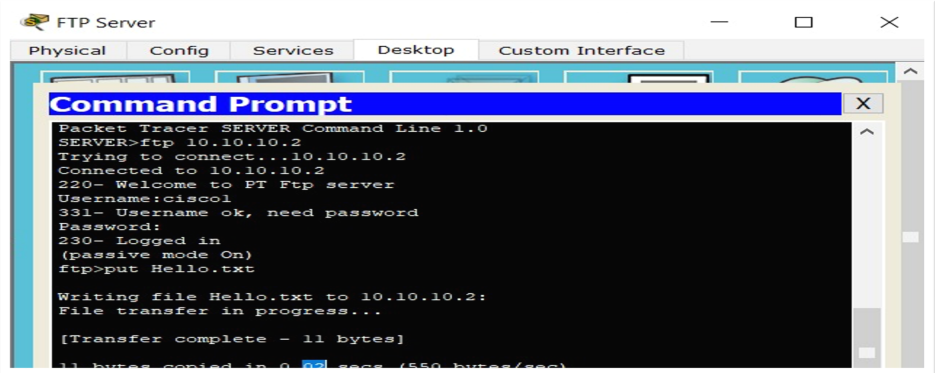 FTP Server
Physical Config Services Desktop Custom Interface
Command Prompt X
Packet Tracer SERVER Command Line 1.0
SERVER>ftp 10.10.10.2
Trying to connect...10.10.10.2
Connected to 10.10.10.2
220- Welcome to PT Ftp server
Username:cisco1
331- Username ok, need password
Password:
230- Logged in
(passive mode On)
ftp>put Hello.txt
Writing file Hello.txt to 10.10.10.2:
File transfer in progress...
[Transfer complete - 11 bytes]
11 bytes copied in 0.02 secs (550 bytes/sec)